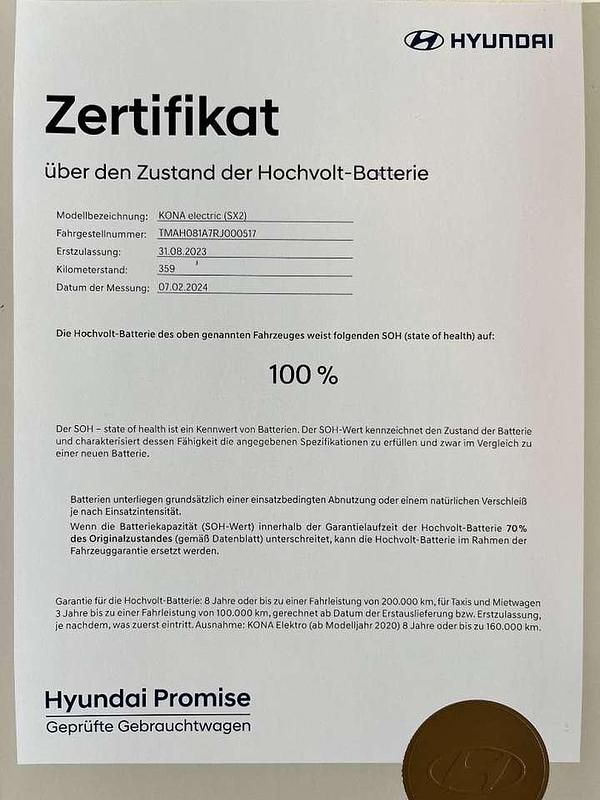 HYUNDAI
Zertifikat
über den Zustand der Hochvolt-Batterie
Modellbezeichnung: KONA electric (SX2)
Fahrgestellnummer: TMAH081A7RJ000517
Erstzulassung: 31.08.2023
Kilometerstand: 359
Datum der Messung: 07.02.2024
Die Hochvolt-Batterie des oben genannten Fahrzeuges weist folgenden SOH (state of health) auf:
100 %
Der SOH – state of health ist ein Kennwert von Batterien. Der SOH-Wert kennzeichnet den Zustand der Batterie
und charakterisiert dessen Fähigkeit die angegebenen Spezifikationen zu erfüllen und zwar im Vergleich zu
einer neuen Batterie.
Batterien unterliegen grundsätzlich einer einsatzbedingten Abnutzung oder einem natürlichen Verschleiß
je nach Einsatzintensität.
Wenn die Batteriekapazität (SOH-Wert) innerhalb der Garantielaufzeit der Hochvolt-Batterie 70%
des Originalzustandes (gemäß Datenblatt) unterschreitet, kann die Hochvolt-Batterie im Rahmen der
Fahrzeuggarantie ersetzt werden.
Garantie für die Hochvolt-Batterie: 8 Jahre oder bis zu einer Fahrleistung von 200.000 km, für Taxis und Mietwagen
3 Jahre bis zu einer Fahrleistung von 100.000 km, gerechnet ab Datum der Erstauslieferung bzw. Erstzulassung,
je nachdem, was zuerst eintritt. Ausnahme: KONA Elektro (ab Modelljahr 2020) 8 Jahre oder bis zu 160.000 km.
Hyundai Promise
Geprüfte Gebrauchtwagen